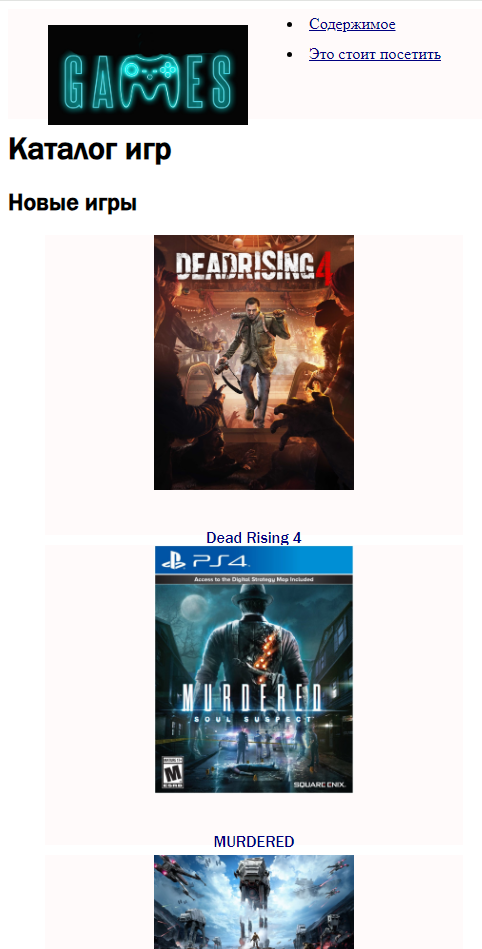 GAMES
Содержимое
Это стоит посетить
Каталог игр
Новые игры
DEADRISING 4
Dead Rising 4
PS4
Access to the Digital Strategy Map Included
MURDERED
SOUL SUSPECT
M
SQUARE ENIX.
MURDERED